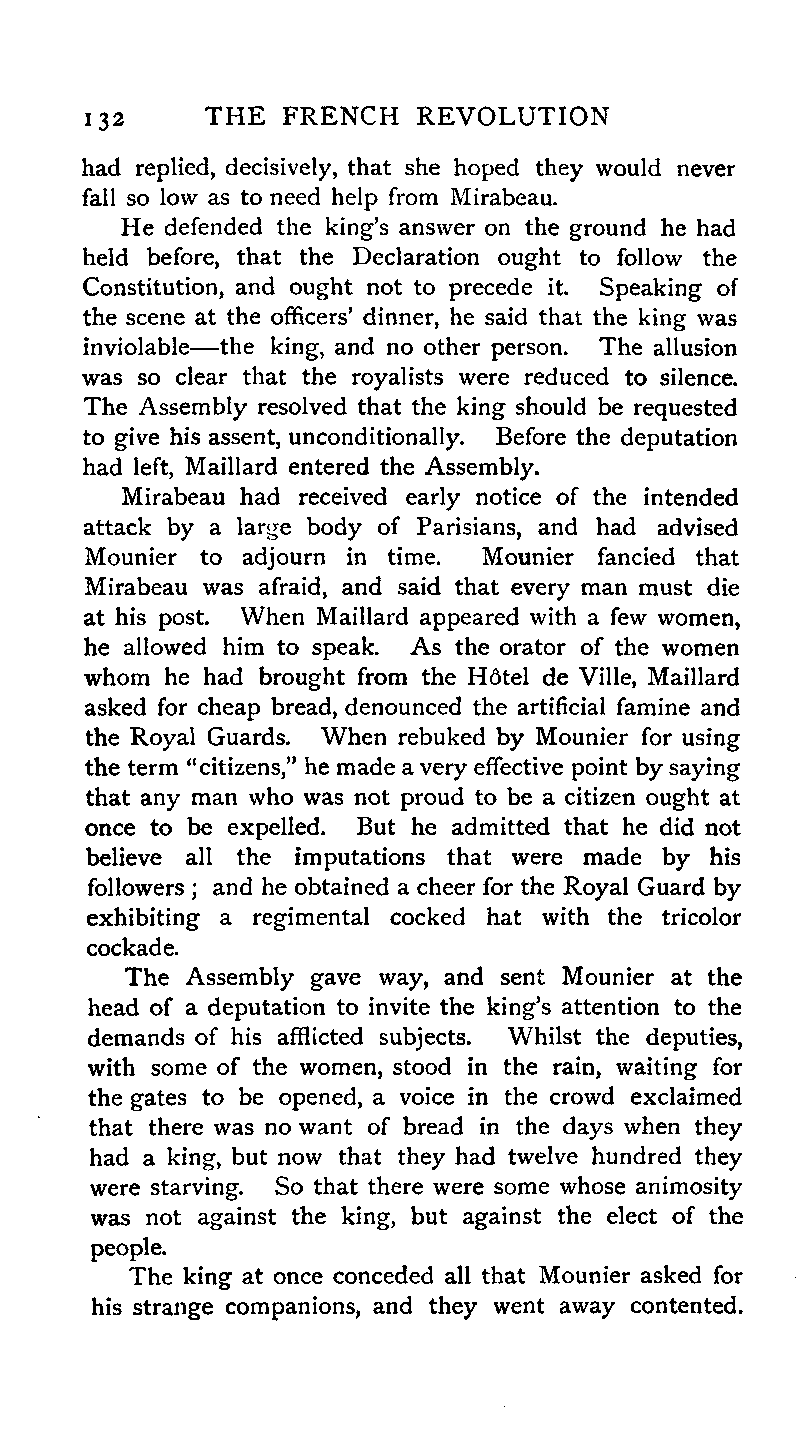 132 THE FRENCH REVOLUTION
had replied, decisively, that she hoped they would never
fall so low as to need help from Mirabeau.
He defended the king's answer on the ground he had
held before, that the Declaration ought to follow the
Constitution, and ought not to precede it. Speaking of
the scene at the officers' dinner, he said that the king was
inviolable—the king, and no other person. The allusion
was so clear that the royalists were reduced to silence.
The Assembly resolved that the king should be requested
to give his assent, unconditionally. Before the deputation
had left, Maillard entered the Assembly.
Mirabeau had received early notice of the intended
attack by a large body of Parisians, and had advised
Mounier to adjourn in time. Mounier fancied that
Mirabeau was afraid, and said that every man must die
at his post. When Maillard appeared with a few women,
he allowed him to speak. As the orator of the women
whom he had brought from the Hôtel de Ville, Maillard
asked for cheap bread, denounced the artificial famine and
the Royal Guards. When rebuked by Mounier for using
the term "citizens," he made a very effective point by saying
that any man who was not proud to be a citizen ought at
once to be expelled. But he admitted that he did not
believe all the imputations that were made by his
followers ; and he obtained a cheer for the Royal Guard by
exhibiting a regimental cocked hat with the tricolor
cockade.
The Assembly gave way, and sent Mounier at the
head of a deputation to invite the king's attention to the
demands of his afflicted subjects. Whilst the deputies,
with some of the women, stood in the rain, waiting for
the gates to be opened, a voice in the crowd exclaimed
that there was no want of bread in the days when they
had a king, but now that they had twelve hundred they
were starving. So that there were some whose animosity
was not against the king, but against the elect of the
people.
The king at once conceded all that Mounier asked for
his strange companions, and they went away contented.